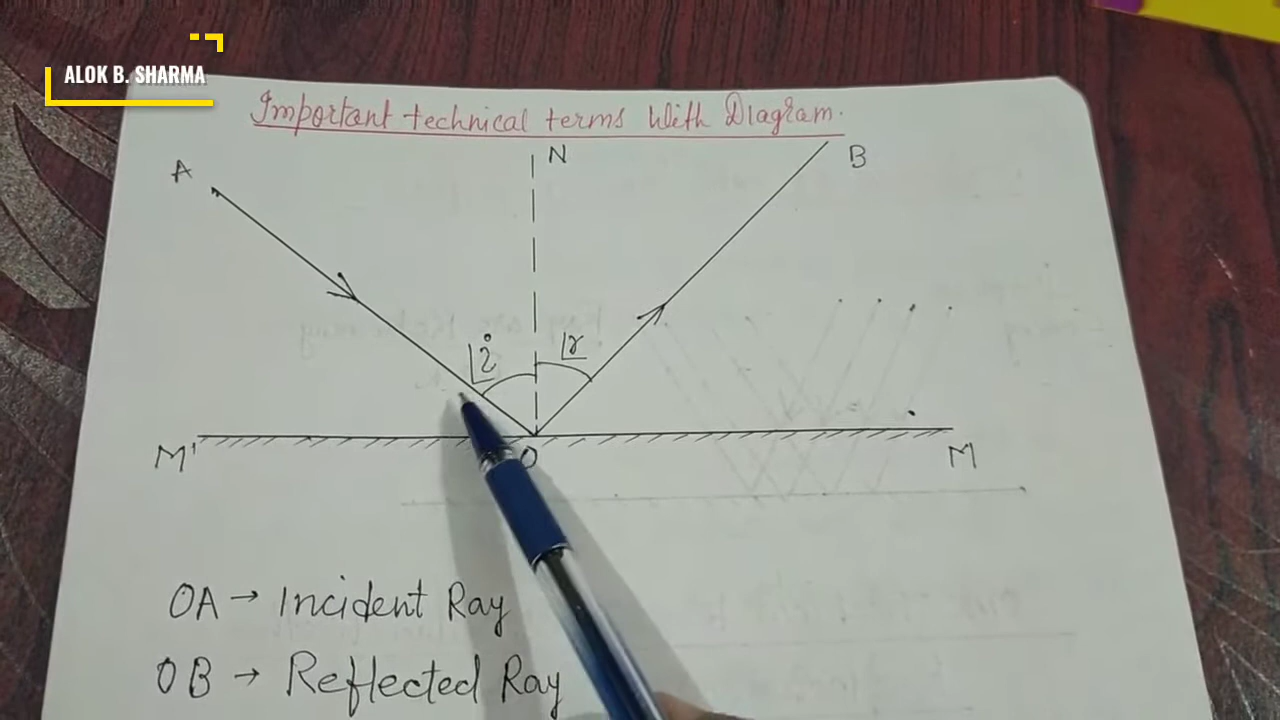 ALOK B. SHARMA
Important technical terms With Diagram.
A
N
B
∠i
∠r
M'
O
M
OA → Incident Ray
OB → Reflected Ray